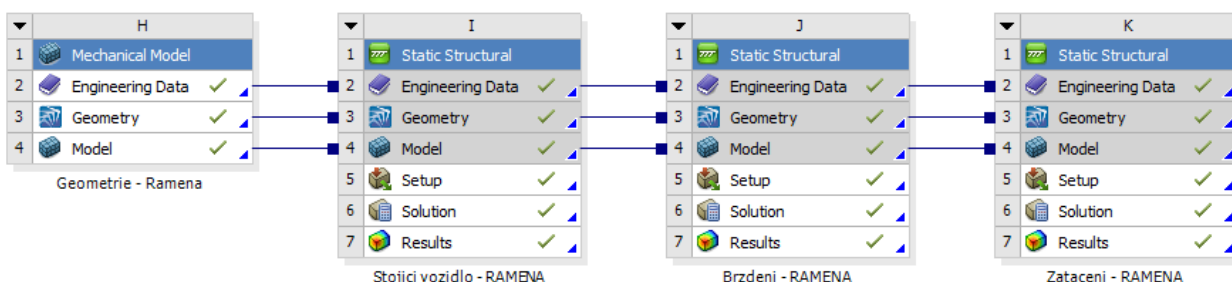 H
1 Mechanical Model
2 Engineering Data
3 Geometry
4 Model
Geometrie - Ramena
I
1 Static Structural
2 Engineering Data
3 Geometry
4 Model
5 Setup
6 Solution
7 Results
Stojici vozidlo - RAMENA
J
1 Static Structural
2 Engineering Data
3 Geometry
4 Model
5 Setup
6 Solution
7 Results
Brzdeni - RAMENA
K
1 Static Structural
2 Engineering Data
3 Geometry
4 Model
5 Setup
6 Solution
7 Results
Zataceni - RAMENA